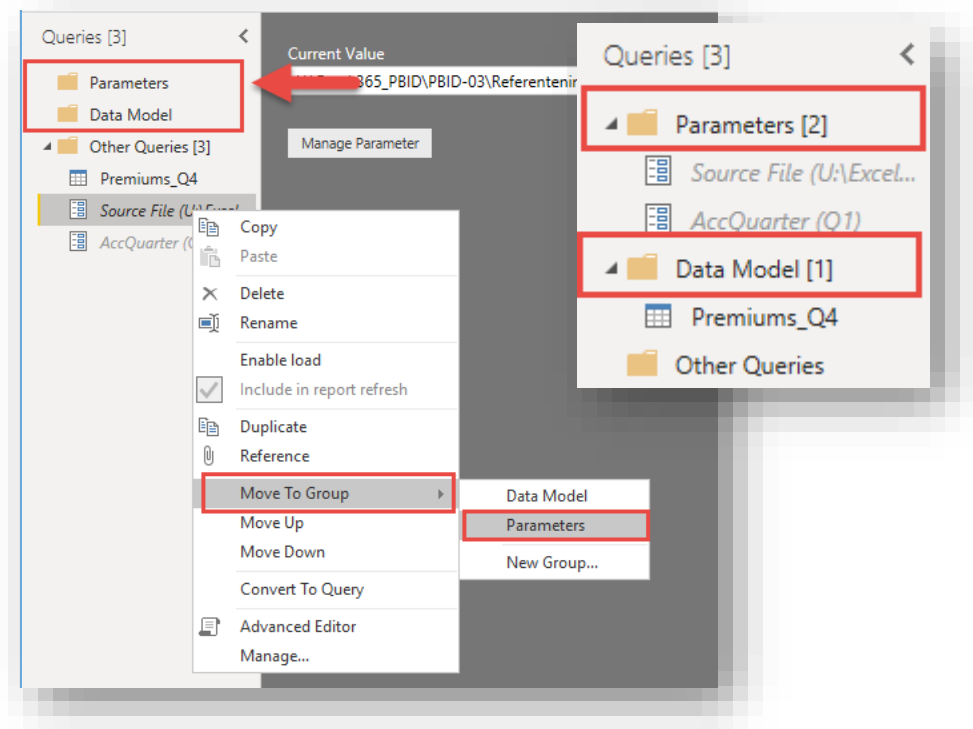 Queries [3]
Parameters
Data Model
Other Queries [3]
Premiums_Q4
Source File (U:\Excel
AccQuarter (
Current Value
365_PBID\PBID-03\Referentenin
Manage Parameter
Copy
Paste
Delete
Rename
Enable load
Include in report refresh
Duplicate
Reference
Move To Group
Move Up
Move Down
Convert To Query
Advanced Editor
Manage...
Data Model
Parameters
New Group...
Queries [3]
Parameters [2]
Source File (U:\Excel...
AccQuarter (Q1)
Data Model [1]
Premiums_Q4
Other Queries